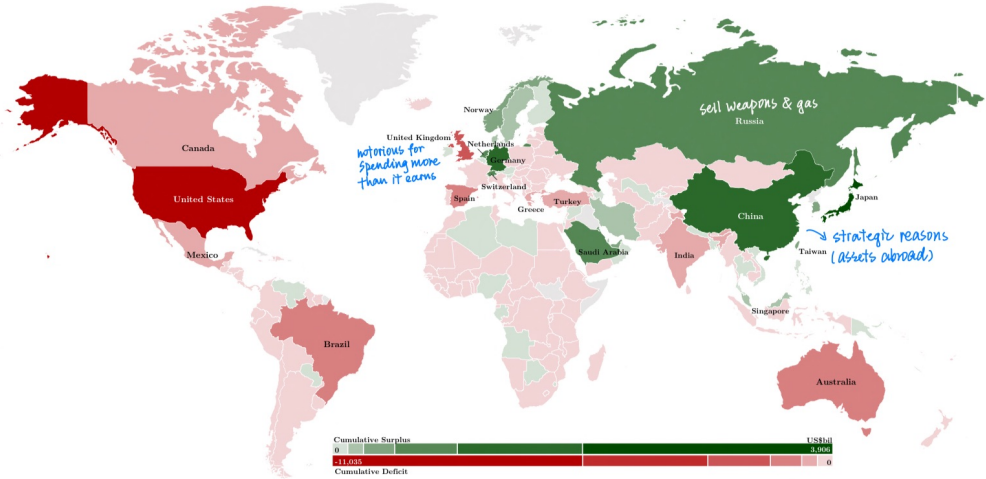 sell weapons & gas
Russia
Norway
United Kingdom
Netherlands
Germany
notorious for
spending more
than it earns
Canada
Switzerland
Spain
Turkey
Greece
United States
Japan
China
strategic reasons
(assets abroad)
Taiwan
Saudi Arabia
India
Mexico
Singapore
Brazil
Australia
Cumulative Surplus
US$bil
0
3,906
-11,035
0
Cumulative Deficit